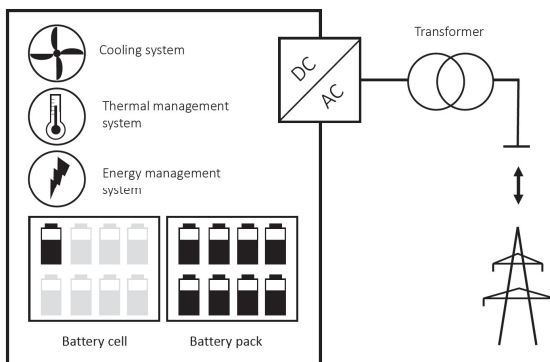 Cooling system
Thermal management
system
Energy management
system
Battery cell
Battery pack
DC
AC
Transformer